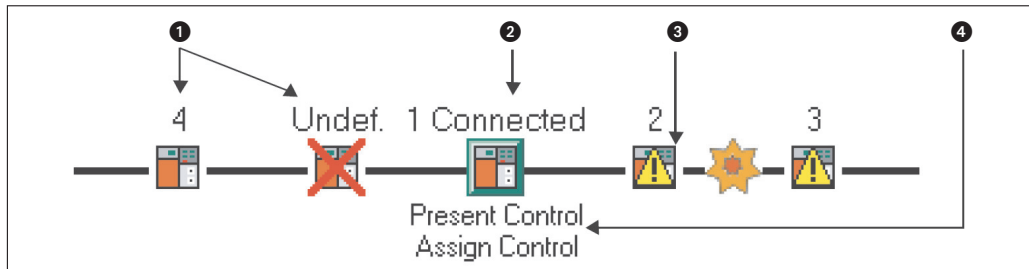 1 2 3 4
4 Undef. 1 Connected 2 3
Present Control
Assign Control